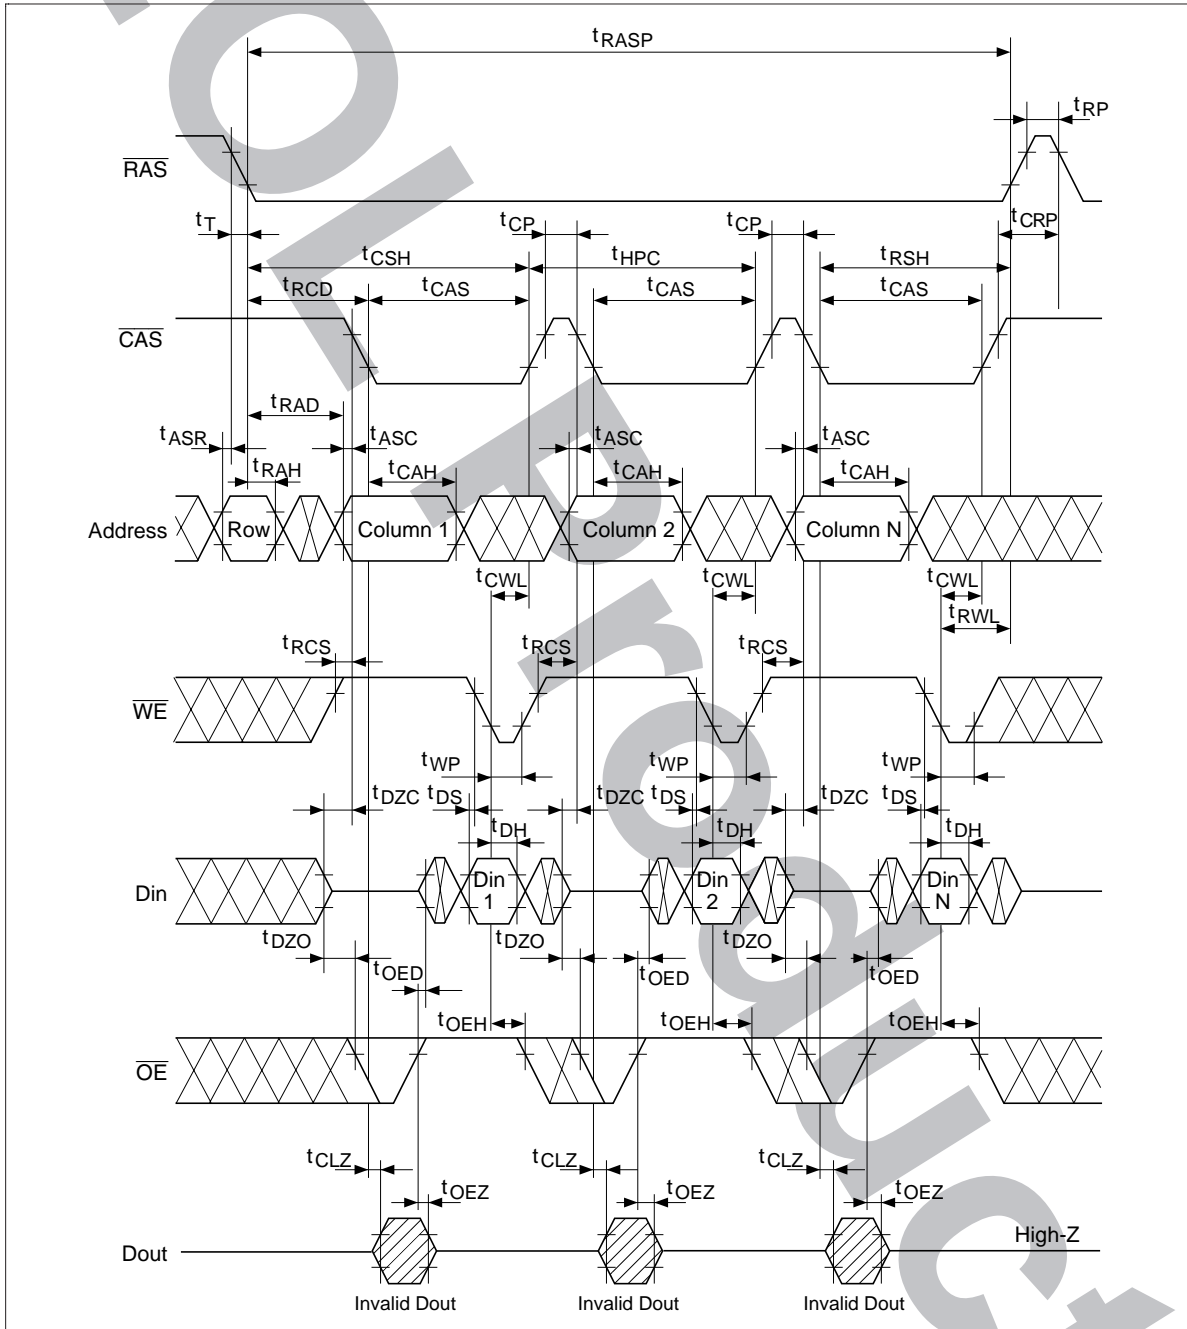 EOL Product
tRASP
tRP
RAS
tT
tCP
tCP
tCRP
tCSH
tHPC
tRSH
tRCD
tCAS
tCAS
tCAS
CAS
tRAD
tASR
tASC
tASC
tASC
tRAH
tCAH
tCAH
tCAH
Address
Row
Column 1
Column 2
Column N
tCWL
tCWL
tCWL
tRWL
tRCS
tRCS
tRCS
WE
tWP
tWP
tWP
tDZC
tDS
tDZC
tDS
tDZC
tDS
tDH
tDH
tDH
Din
Din
1
Din
2
Din
N
tDZO
tDZO
tDZO
tOED
tOED
tOED
tOEH
tOEH
tOEH
OE
tCLZ
tCLZ
tCLZ
tOEZ
tOEZ
tOEZ
Dout
High-Z
Invalid Dout
Invalid Dout
Invalid Dout